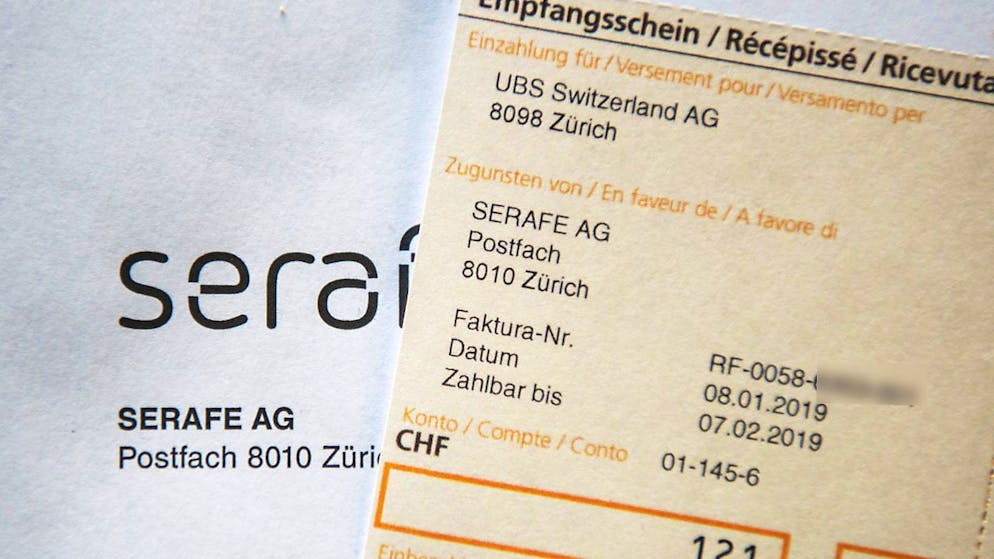 seraf
SERAFE AG
Postfach 8010 Züri
Empfangsschein / Récépissé / Ricevuta
Einzahlung für / Versement pour / Versamento per
UBS Switzerland AG
8098 Zürich
Zugunsten von / En faveur de / A favore di
SERAFE AG
Postfach
8010 Zürich
Faktura-Nr. RF-0058-
Datum 08.01.2019
Zahlbar bis 07.02.2019
Konto / Compte / Conto 01-145-6
CHF
121